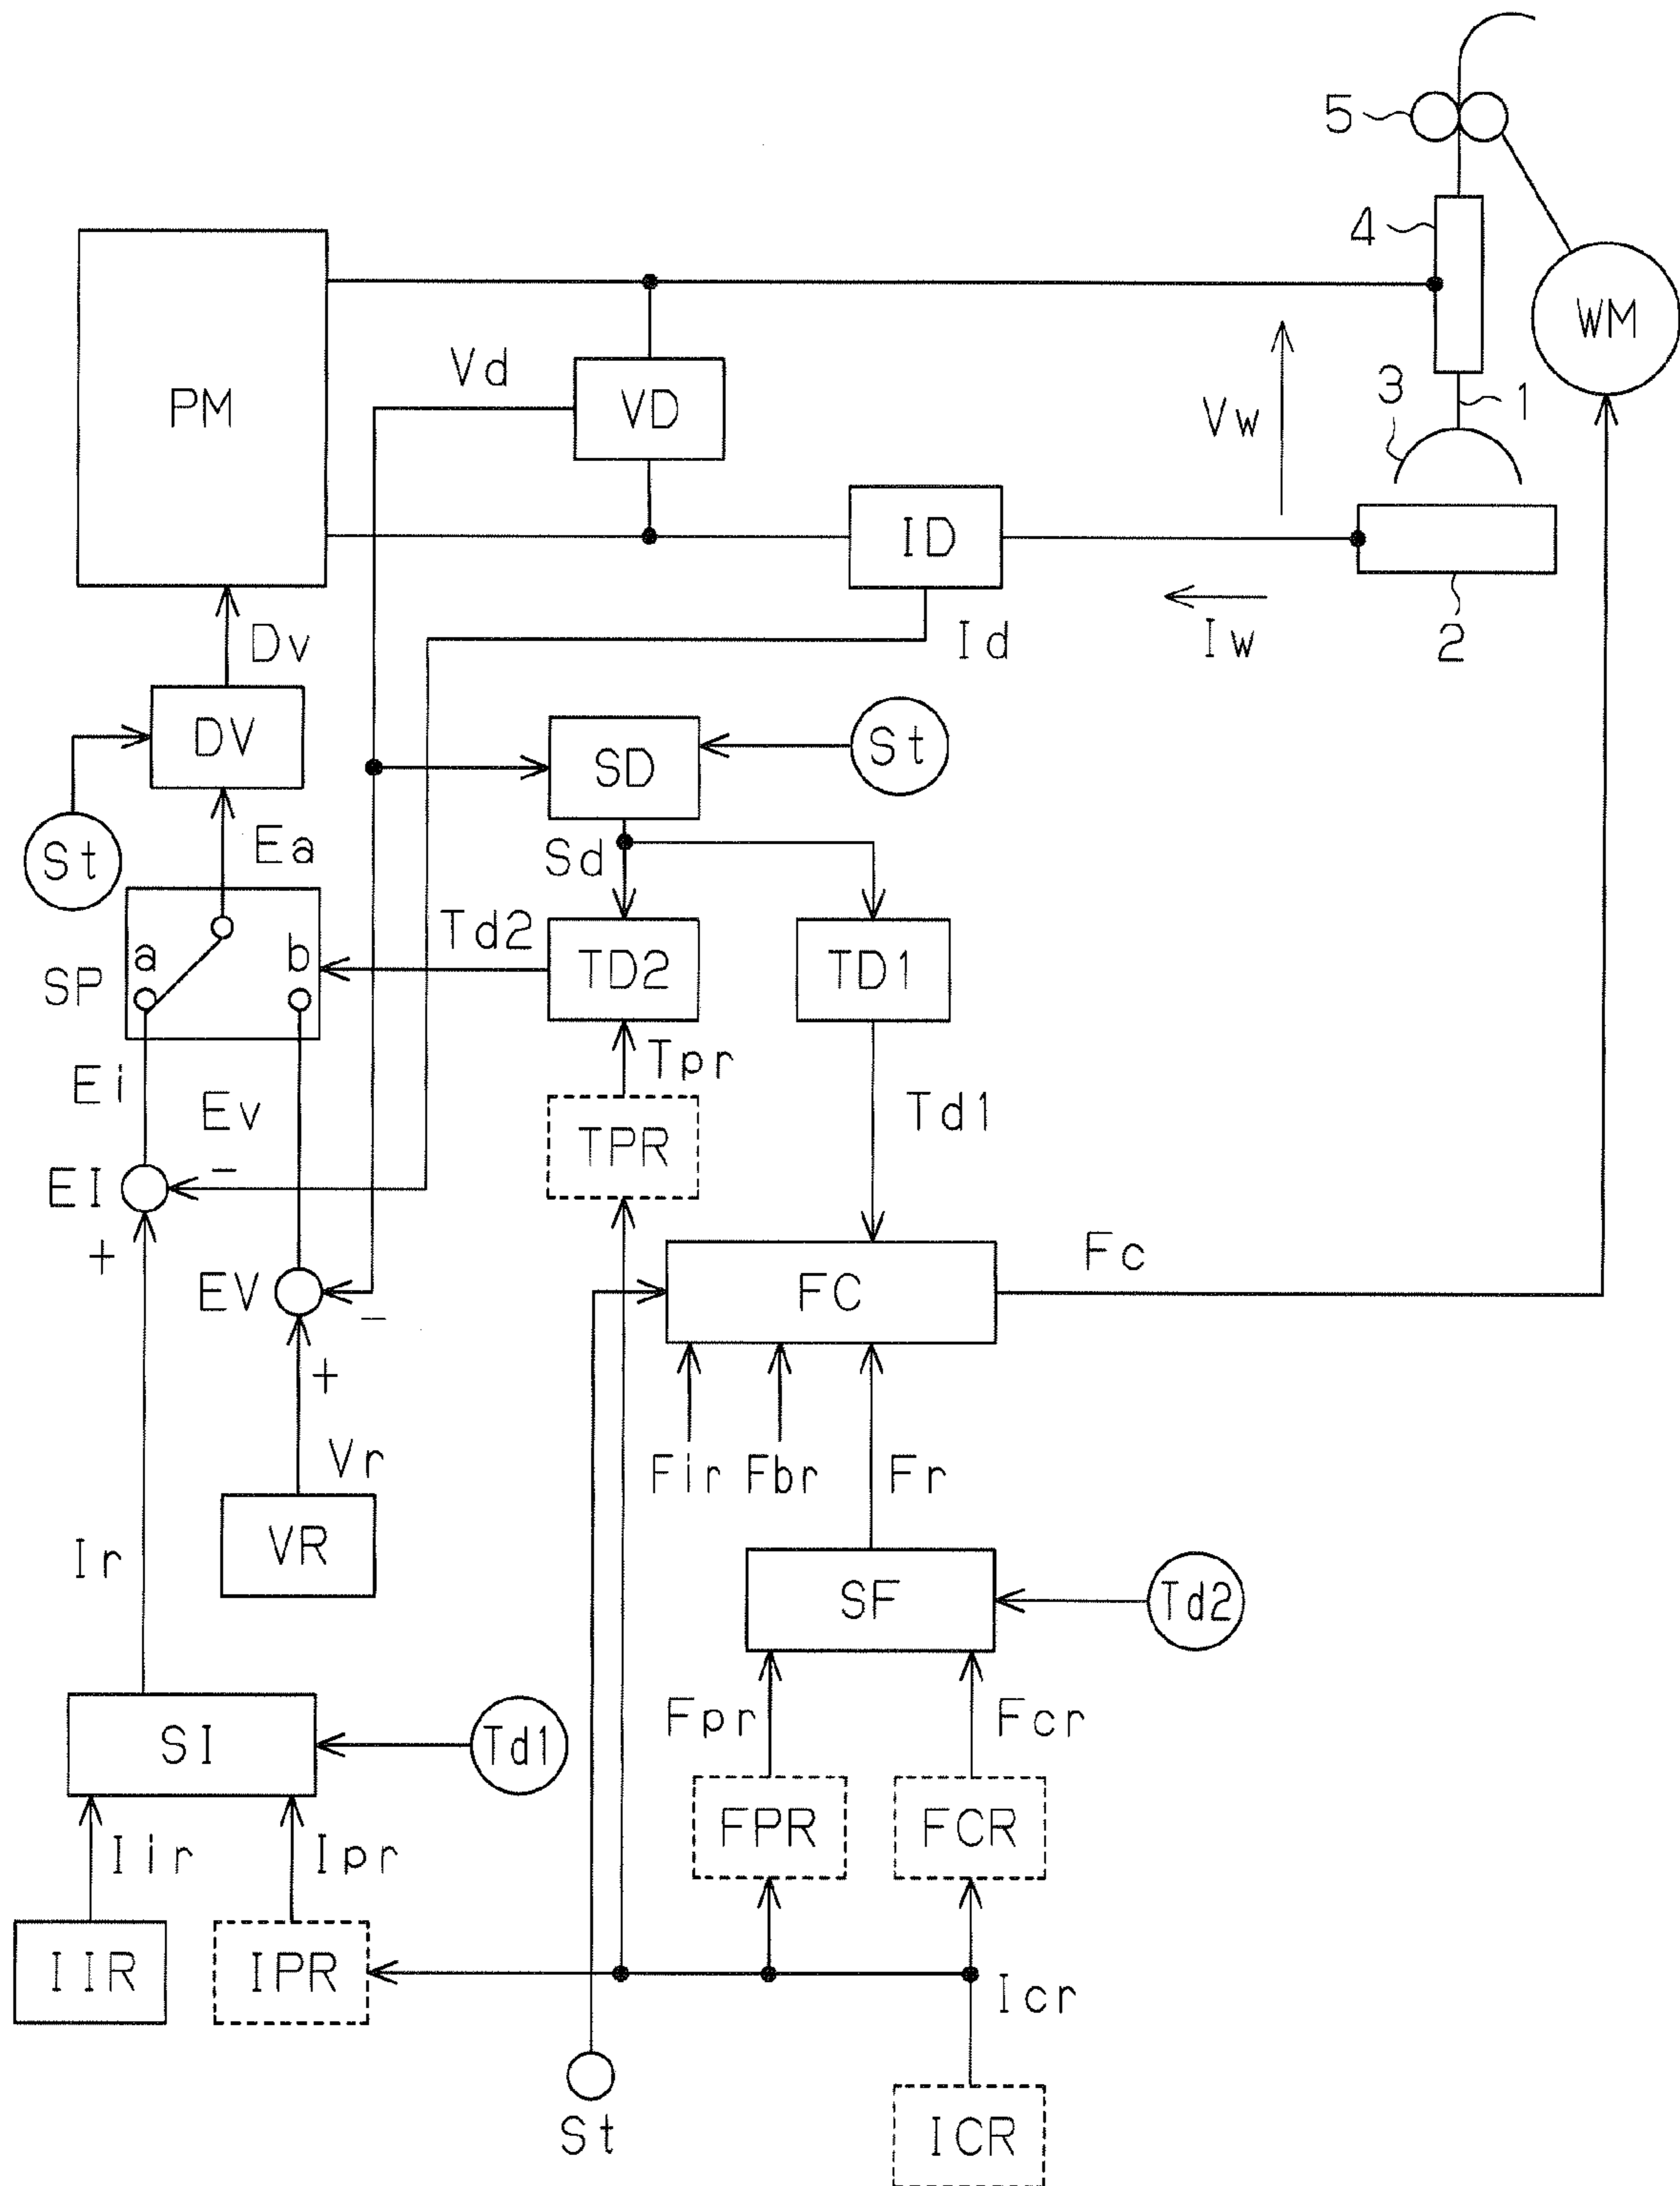 5
4
WM
PM
Vd
VD
Vw
3
1
ID
Iw
2
Dv
Id
DV
SD
St
St
Ea
Sd
Td2
a
b
SP
TD2
TD1
Ei
Ev
Tpr
TPR
Td1
EI
−
+
EV
−
FC
Fc
+
Vr
Fir
Fbr
Fr
VR
Ir
SF
Td2
SI
Td1
Fpr
Fcr
FPR
FCR
Iir
Ipr
IIR
IPR
Icr
St
ICR